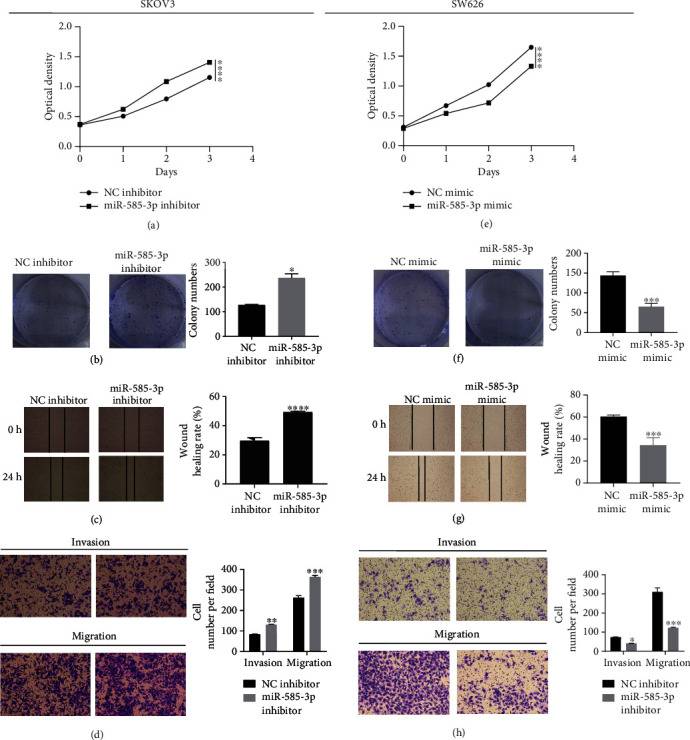 SKOV3
Optical density
2.0
1.5
1.0
0.5
0.0
0
1
2
3
4
****
Days
NC inhibitor
miR-585-3p inhibitor
(a)
NC inhibitor
miR-585-3p
inhibitor
Colony numbers
300
200
100
0
*
NC
inhibitor
miR-585-3p
inhibitor
(b)
NC inhibitor
miR-585-3p
inhibitor
0 h
24 h
Wound
healing rate (%)
60
40
20
0
****
NC
inhibitor
miR-585-3p
inhibitor
(c)
Invasion
Migration
Cell
number per field
400
300
200
100
0
**
***
Invasion
Migration
NC inhibitor
miR-585-3p
inhibitor
(d)
SW626
Optical density
2.0
1.5
1.0
0.5
0.0
0
1
2
3
4
****
Days
NC mimic
miR-585-3p mimic
(e)
NC mimic
miR-585-3p
mimic
Colony numbers
200
150
100
50
0
***
NC
mimic
miR-585-3p
mimic
(f)
NC mimic
miR-585-3p
mimic
0 h
24 h
Wound
healing rate (%)
80
60
40
20
0
***
NC
mimic
miR-585-3p
mimic
(g)
Invasion
Migration
Cell
number per field
400
300
200
100
0
*
***
Invasion
Migration
NC inhibitor
miR-585-3p
inhibitor
(h)